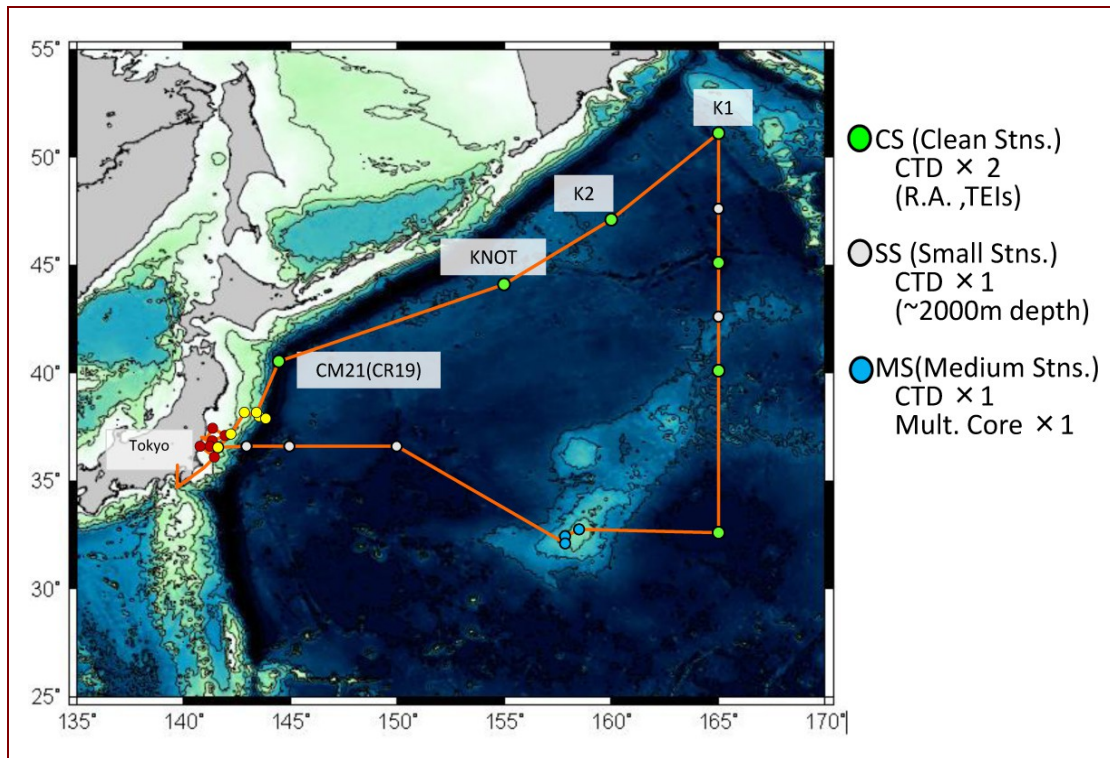 55°
50°
45°
40°
35°
30°
25°
135°
140°
145°
150°
155°
160°
165°
170°
K1
K2
KNOT
CM21(CR19)
Tokyo
CS (Clean Stns.)
CTD × 2
(R.A. ,TEIs)
SS (Small Stns.)
CTD ×1
(~2000m depth)
MS(Medium Stns.)
CTD ×1
Mult. Core ×1